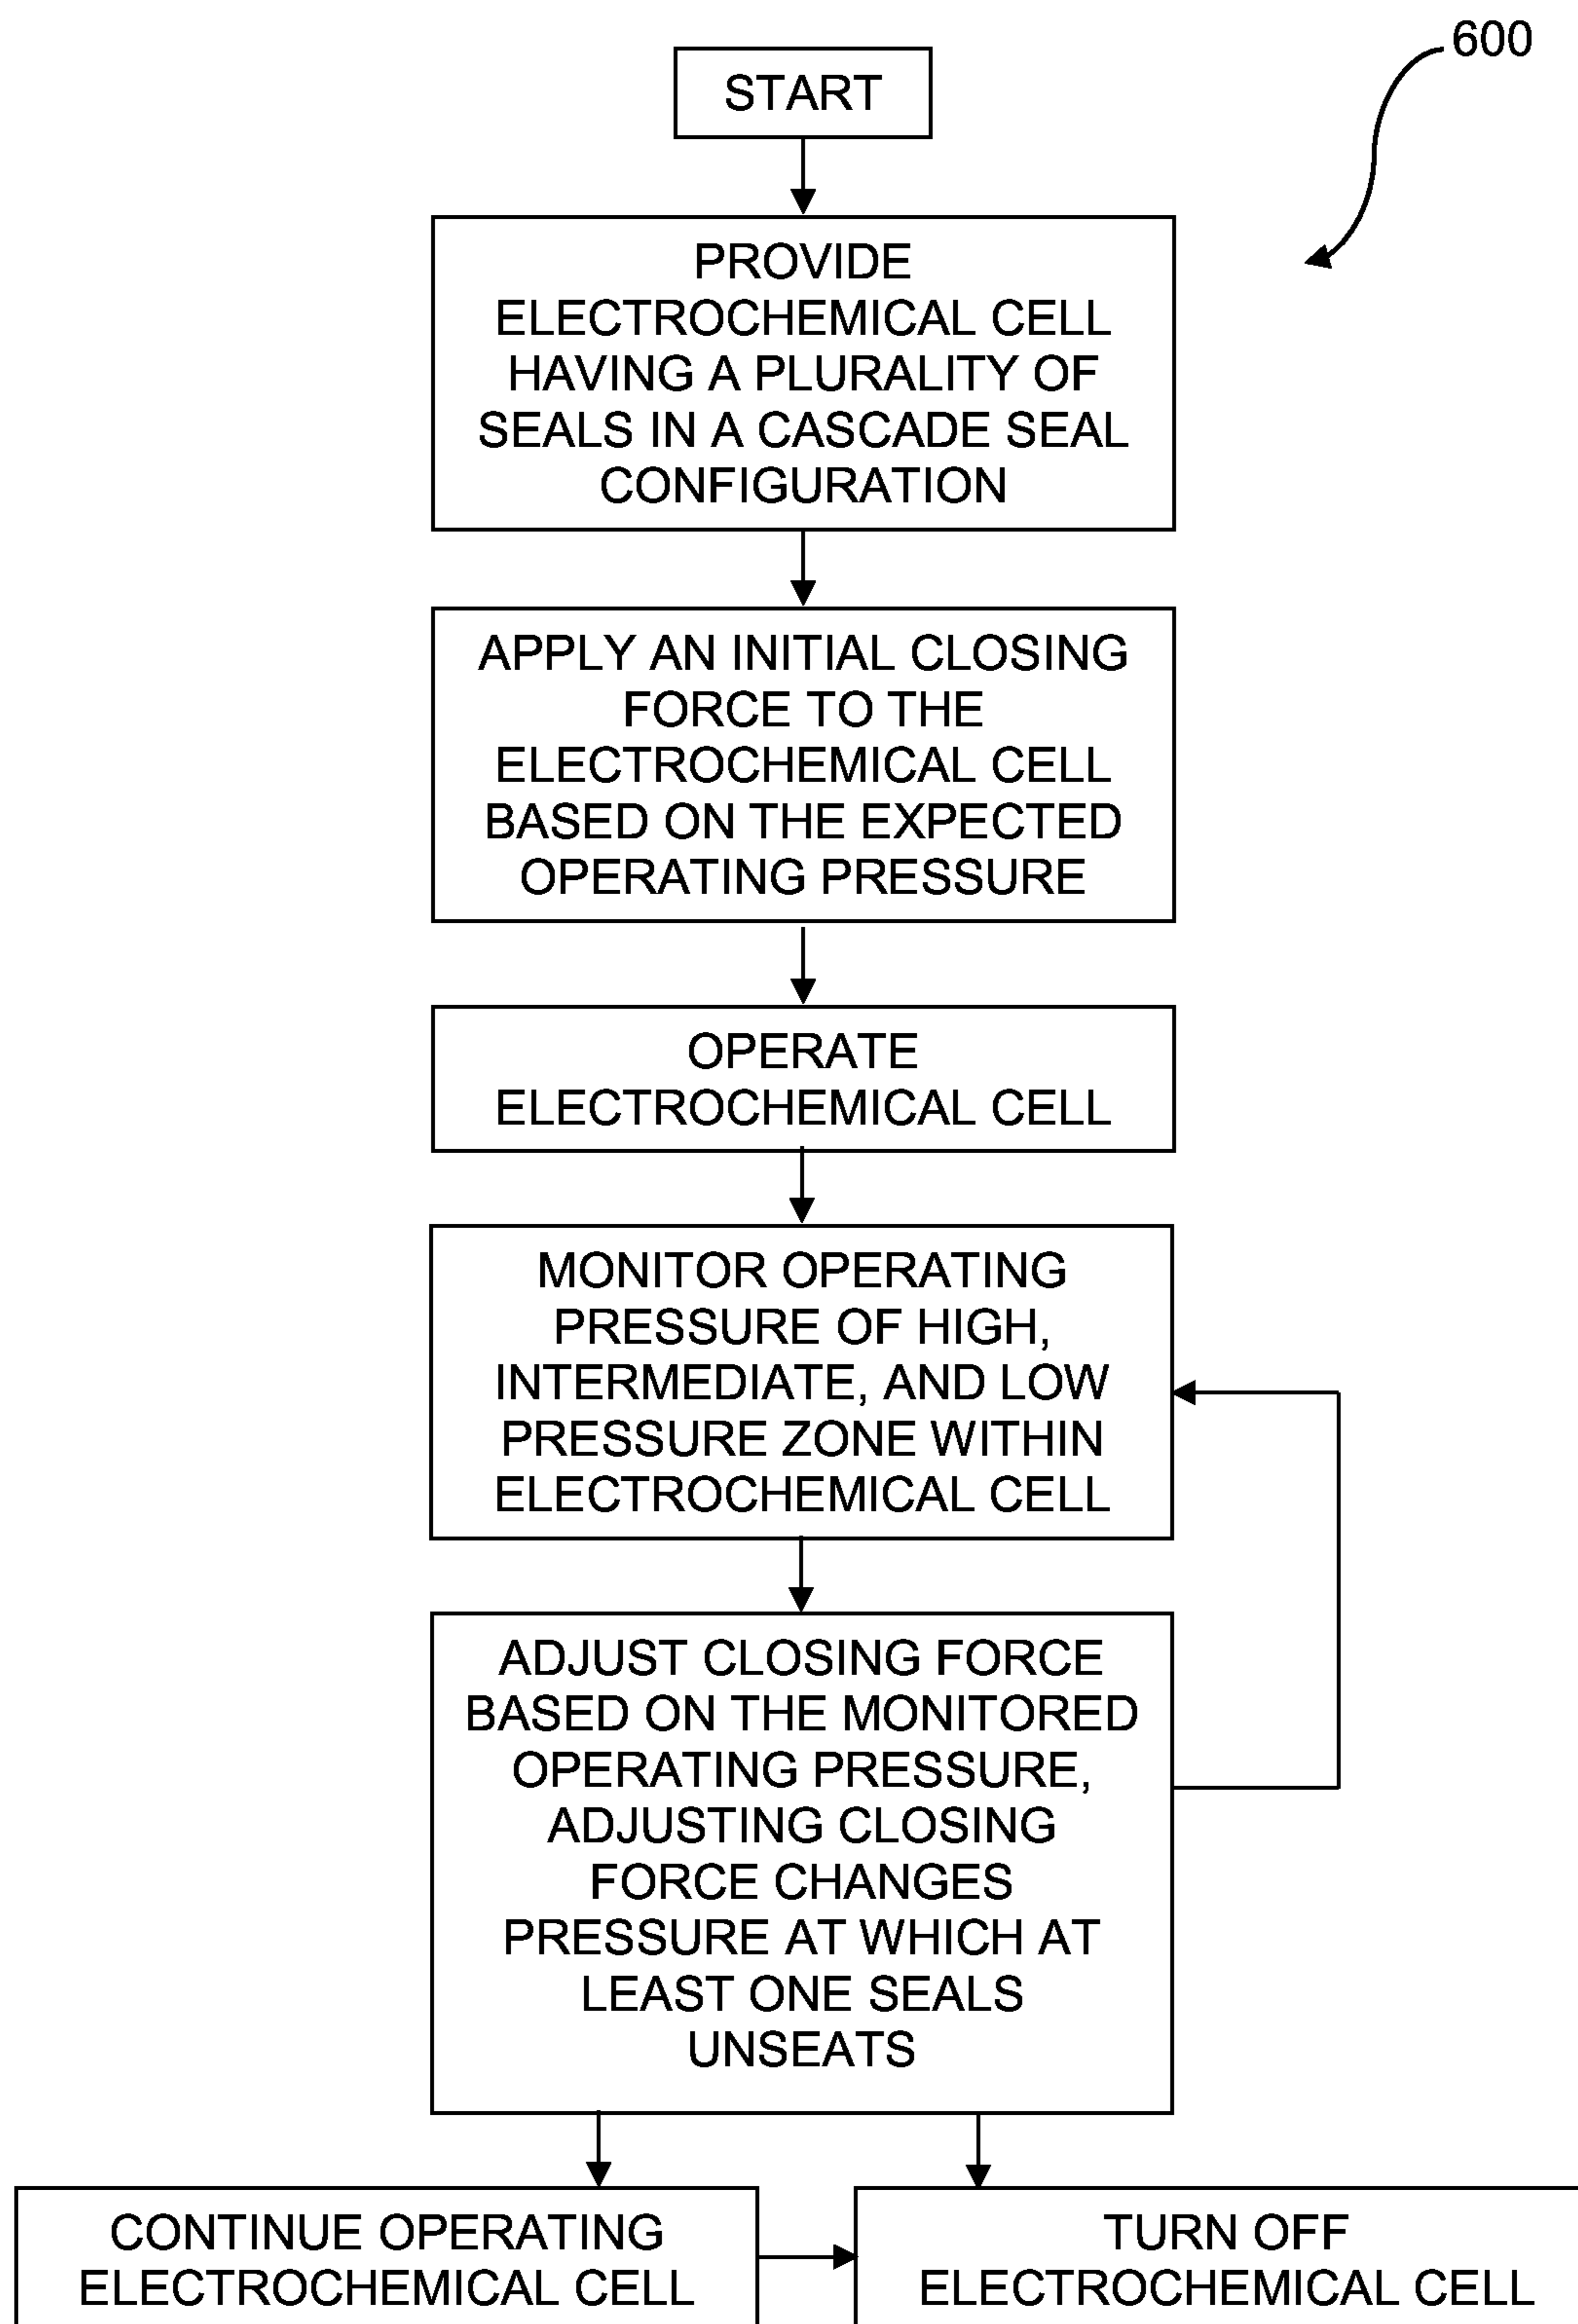 600
START
PROVIDE
ELECTROCHEMICAL CELL
HAVING A PLURALITY OF
SEALS IN A CASCADE SEAL
CONFIGURATION
APPLY AN INITIAL CLOSING
FORCE TO THE
ELECTROCHEMICAL CELL
BASED ON THE EXPECTED
OPERATING PRESSURE
OPERATE
ELECTROCHEMICAL CELL
MONITOR OPERATING
PRESSURE OF HIGH,
INTERMEDIATE, AND LOW
PRESSURE ZONE WITHIN
ELECTROCHEMICAL CELL
ADJUST CLOSING FORCE
BASED ON THE MONITORED
OPERATING PRESSURE,
ADJUSTING CLOSING
FORCE CHANGES
PRESSURE AT WHICH AT
LEAST ONE SEALS
UNSEATS
CONTINUE OPERATING
ELECTROCHEMICAL CELL
TURN OFF
ELECTROCHEMICAL CELL